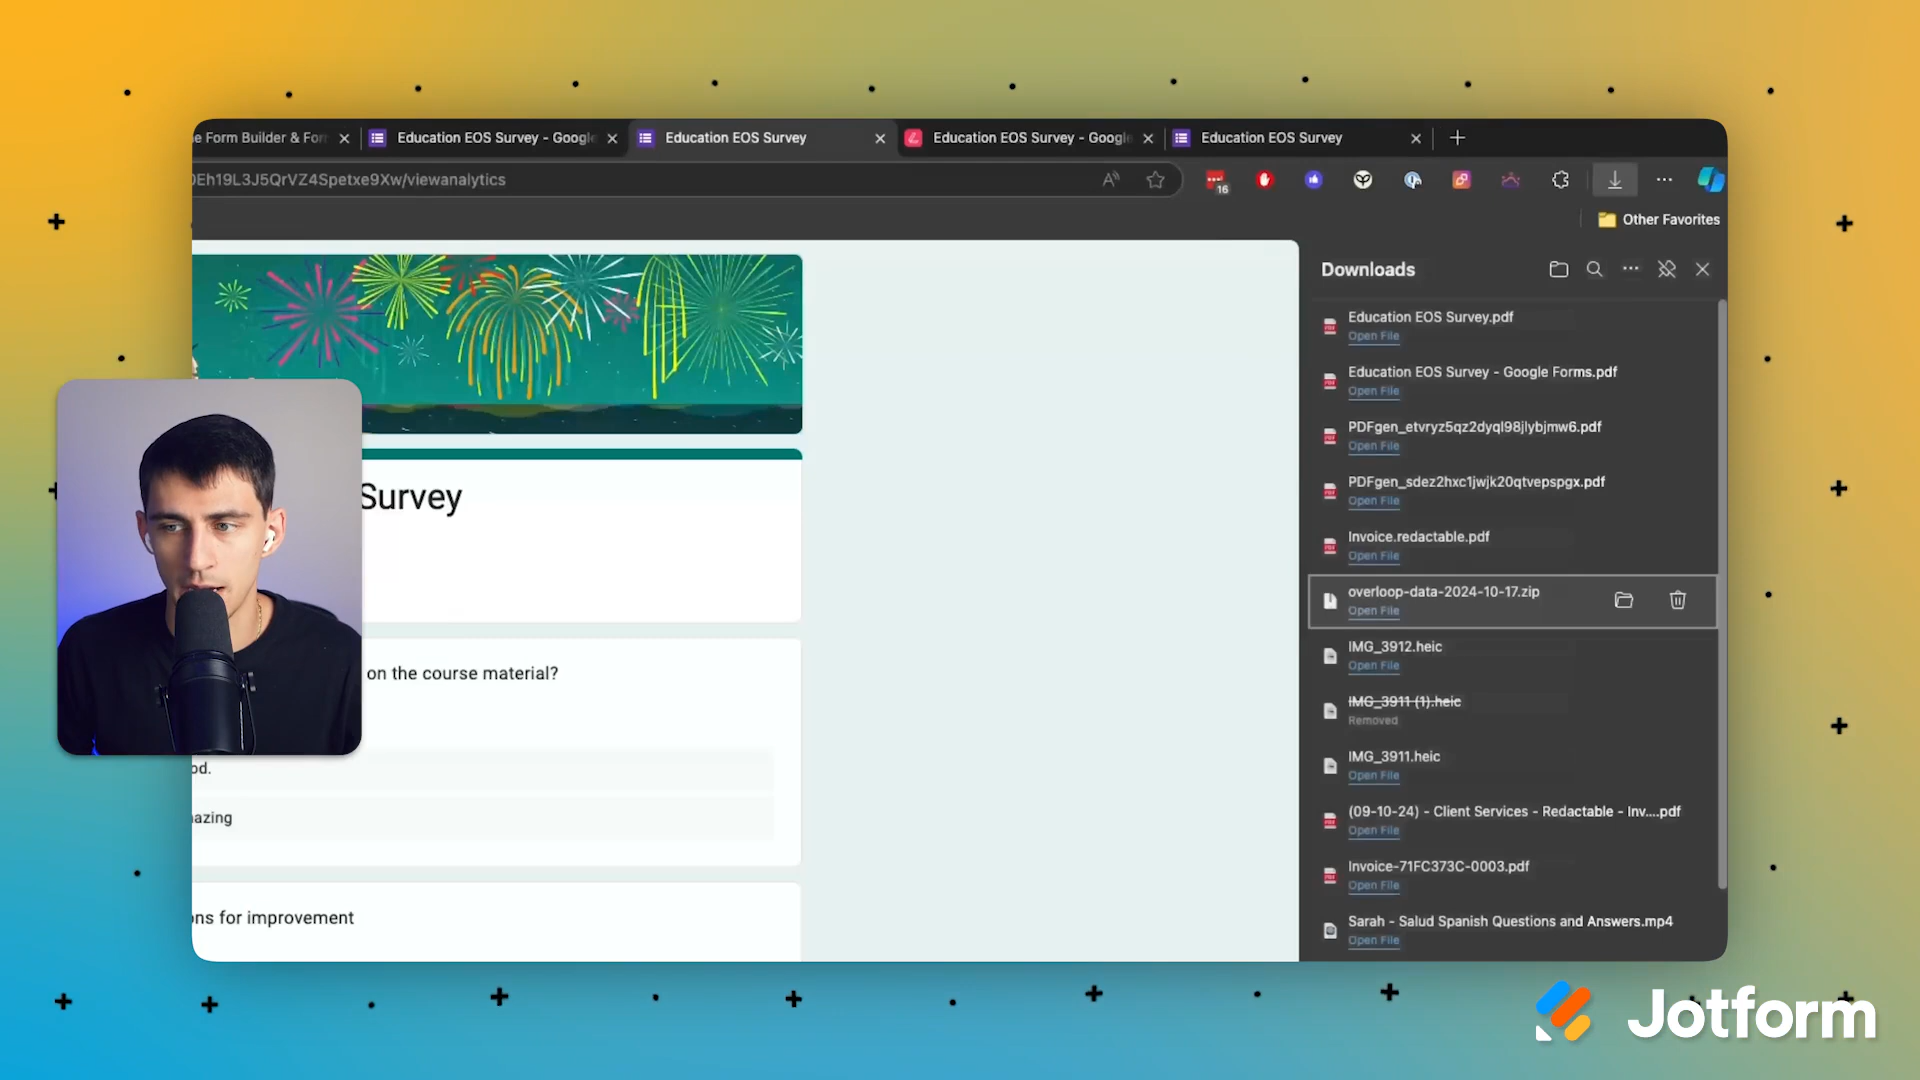 e Form Builder & For
Education EOS Survey - Google
Education EOS Survey
Education EOS Survey - Google
Education EOS Survey
Eh19L3J5QrVZ4Spetxe9Xw/viewanalytics
16
Other Favorites
Downloads
Education EOS Survey.pdf
Open File
Education EOS Survey - Google Forms.pdf
Open File
PDFgen_etvryz5qz2dyql98jlybjmw6.pdf
Open File
PDFgen_sdez2hxc1jwjk20qtvepspgx.pdf
Open File
Invoice.redactable.pdf
Open File
overloop-data-2024-10-17.zip
Open File
IMG_3912.heic
Open File
IMG_3911 (1).heic
Removed
IMG_3911.heic
Open File
(09-10-24) - Client Services - Redactable - Inv....pdf
Open File
Invoice-71FC373C-0003.pdf
Open File
Sarah - Salud Spanish Questions and Answers.mp4
Open File
Survey
on the course material?
od.
azing
ns for improvement
Jotform